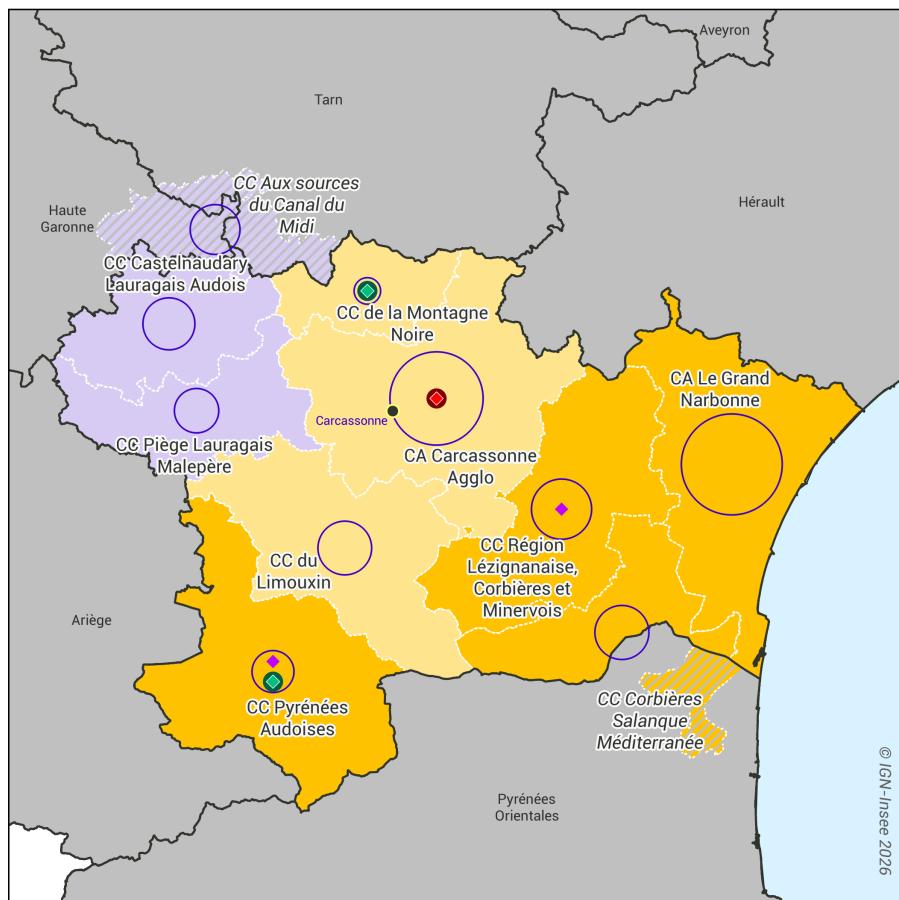 Aveyron
Tarn
CC Aux sources
du Canal du
Midi
Haute
Garonne
Hérault
CC Castelnaudary
Lauragais Audois
CC de la Montagne
Noire
CA Le Grand
Narbonne
Carcassonne
CC Piège Lauragais
Malepère
CA Carcassonne
Agglo
CC Région
Lézignanaise,
Corbières et
Minervois
CC du
Limouxin
Ariège
CC Pyrénées
Audoises
CC Corbières
Salanque
Méditerranée
Pyrénées
Orientales
© IGN-Insee 2026